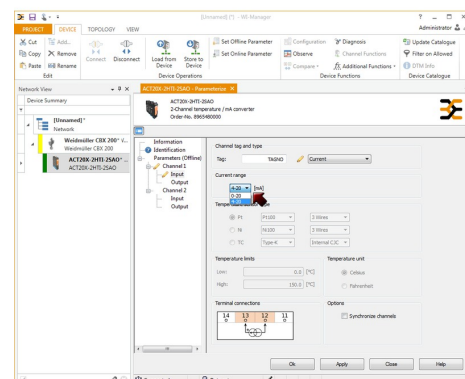 [Unnamed] (*) - WI-Manager
PROJECT DEVICE TOPOLOGY VIEW Administrator
Cut Add... Connect Disconnect Load from Device Store to Device Set Offline Parameter Configuration Diagnosis Update Catalogue
Copy Remove Set Online Parameter Observe Channel Functions Filter on Allowed
Paste Rename Compare Additional Functions DTM Info
Edit Device Operations Device Functions Device Catalogue
Network View ACT20X-2HTI-2SAO - Parameterize
Device Summary
ACT20X-2HTI-2SAO
2-Channel temperature / mA converter
Order-No. 8965480000
[Unnamed]*
Network
Weidmüller CBX 200* V...
Weidmüller CBX 200
ACT20X-2HTI-2SAO* ...
ACT20X-2HTI-2SAO
Information
Identification
Parameters (Offline)
Channel 1
Input
Output
Channel 2
Input
Output
Channel tag and type
Tag: TAGNO Current
Current range
4-20 [mA]
0-20
4-20
Pt Pt100 3 Wires
Ni Ni100 3 Wires
TC Type-K Internal CJC
Temperature limits Temperature unit
Low: 0.0 [°C] Celsius
High: 150.0 [°C] Fahrenheit
Terminal connections Options
14 13 12 11 Synchronize channels
Ok Apply Close Help